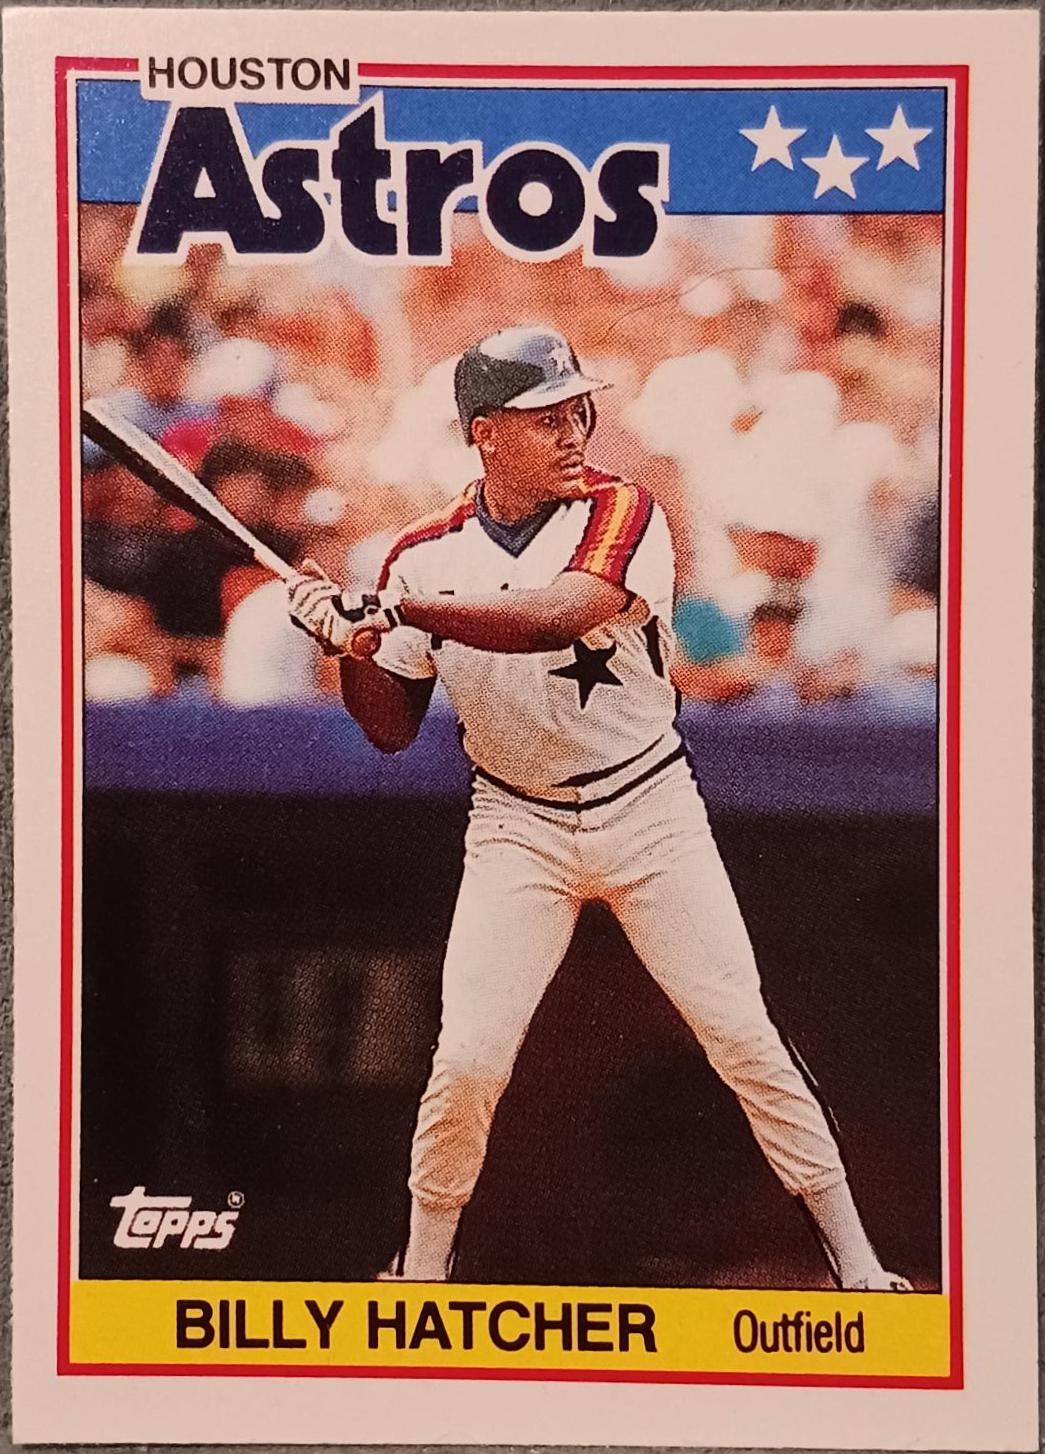 HOUSTON
Astros
topps
BILLY HATCHER Outfield